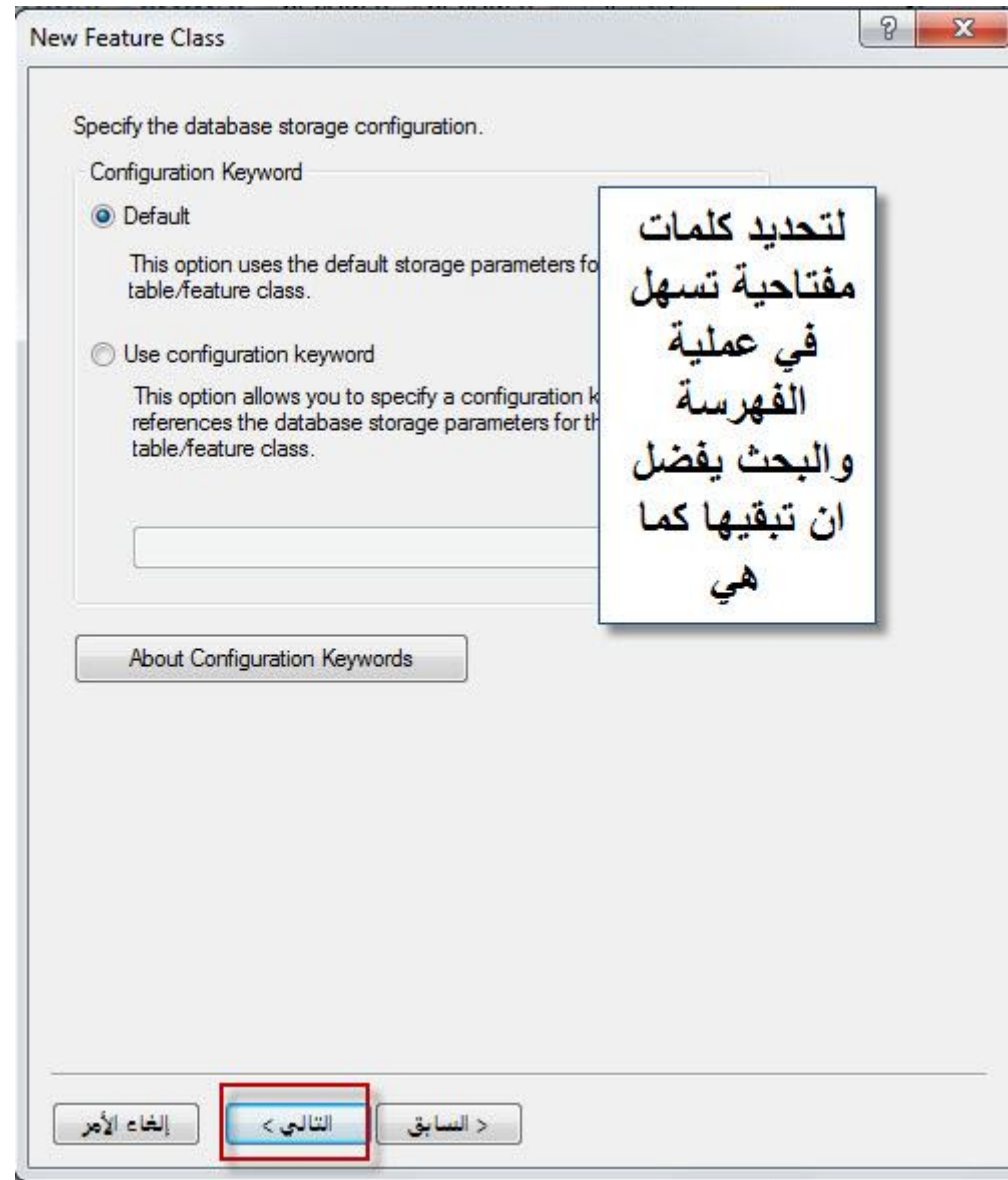 New Feature Class
Specify the database storage configuration.
Configuration Keyword
Default
This option uses the default storage parameters fo
table/feature class.
Use configuration keyword
This option allows you to specify a configuration k
references the database storage parameters for th
table/feature class.
لتحديد كلمات
مفتاحية تسهل
في عملية
الفهرسة
والبحث يفضل
ان تبقيها كما
هي
About Configuration Keywords
إلغاء الأمر
التالي >
< السابق